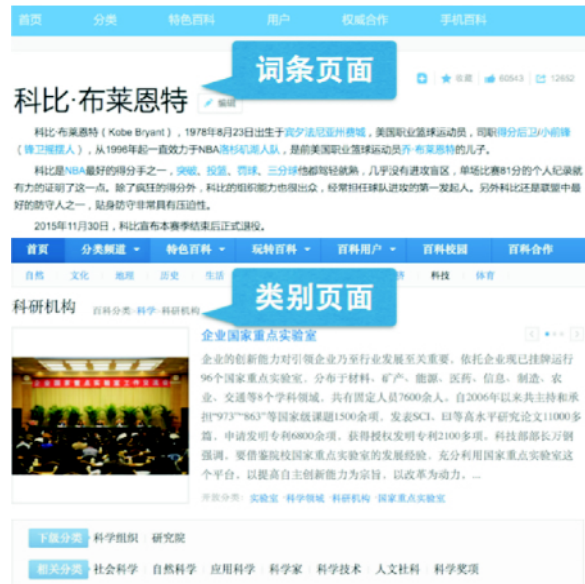 首页 分类 特色百科 用户 权威合作 手机百科
词条页面
收藏 60543 12652
科比·布莱恩特 编辑
科比·布莱恩特（Kobe Bryant），1978年8月23日出生于宾夕法尼亚州费城，美国职业篮球运动员，司职得分后卫/小前锋
（锋卫摇摆人），从1996年起一直效力于NBA洛杉矶湖人队，是前美国职业篮球运动员乔·布莱恩特的儿子。
科比是NBA最好的得分手之一，突破、投篮、罚球、三分球他都驾轻就熟，几乎没有进攻盲区，单场比赛81分的个人纪录就
有力的证明了这一点。除了疯狂的得分外，科比的组织能力也很出众，经常担任球队进攻的第一发起人。另外科比还是联盟中最
好的防守人之一，贴身防守非常具有压迫性。
2015年11月30日，科比宣布本赛季结束后正式退役。
首页 分类频道 特色百科 玩转百科 百科用户 百科校园 百科合作
自然 文化 地理 历史 生活 科技 体育
类别页面
科研机构 百科分类>科学>科研机构
企业国家重点实验室
企业的创新能力对引领企业乃至行业发展至关重要。依托企业现已挂牌运行
96个国家重点实验室，分布于材料、矿产、能源、医药、信息、制造、农
业、交通等8个学科领域，共有固定人员7600余人。自2006年以来共主持和承
担“973”“863”等国家级课题1500余项，发表SCI、EI等高水平研究论文11000多
篇，申请发明专利6800余项，获得授权发明专利2100多项。科技部部长万钢
强调，要借鉴院校国家重点实验室的发展经验，充分利用国家重点实验室这
个平台，以提高自主创新能力为宗旨，以改革为动力，...
开放分类：实验室 科学领域 科研机构 国家重点实验室
下级分类 科学组织 研究院
相关分类 社会科学 自然科学 应用科学 科学家 科学技术 人文社科 科学奖项